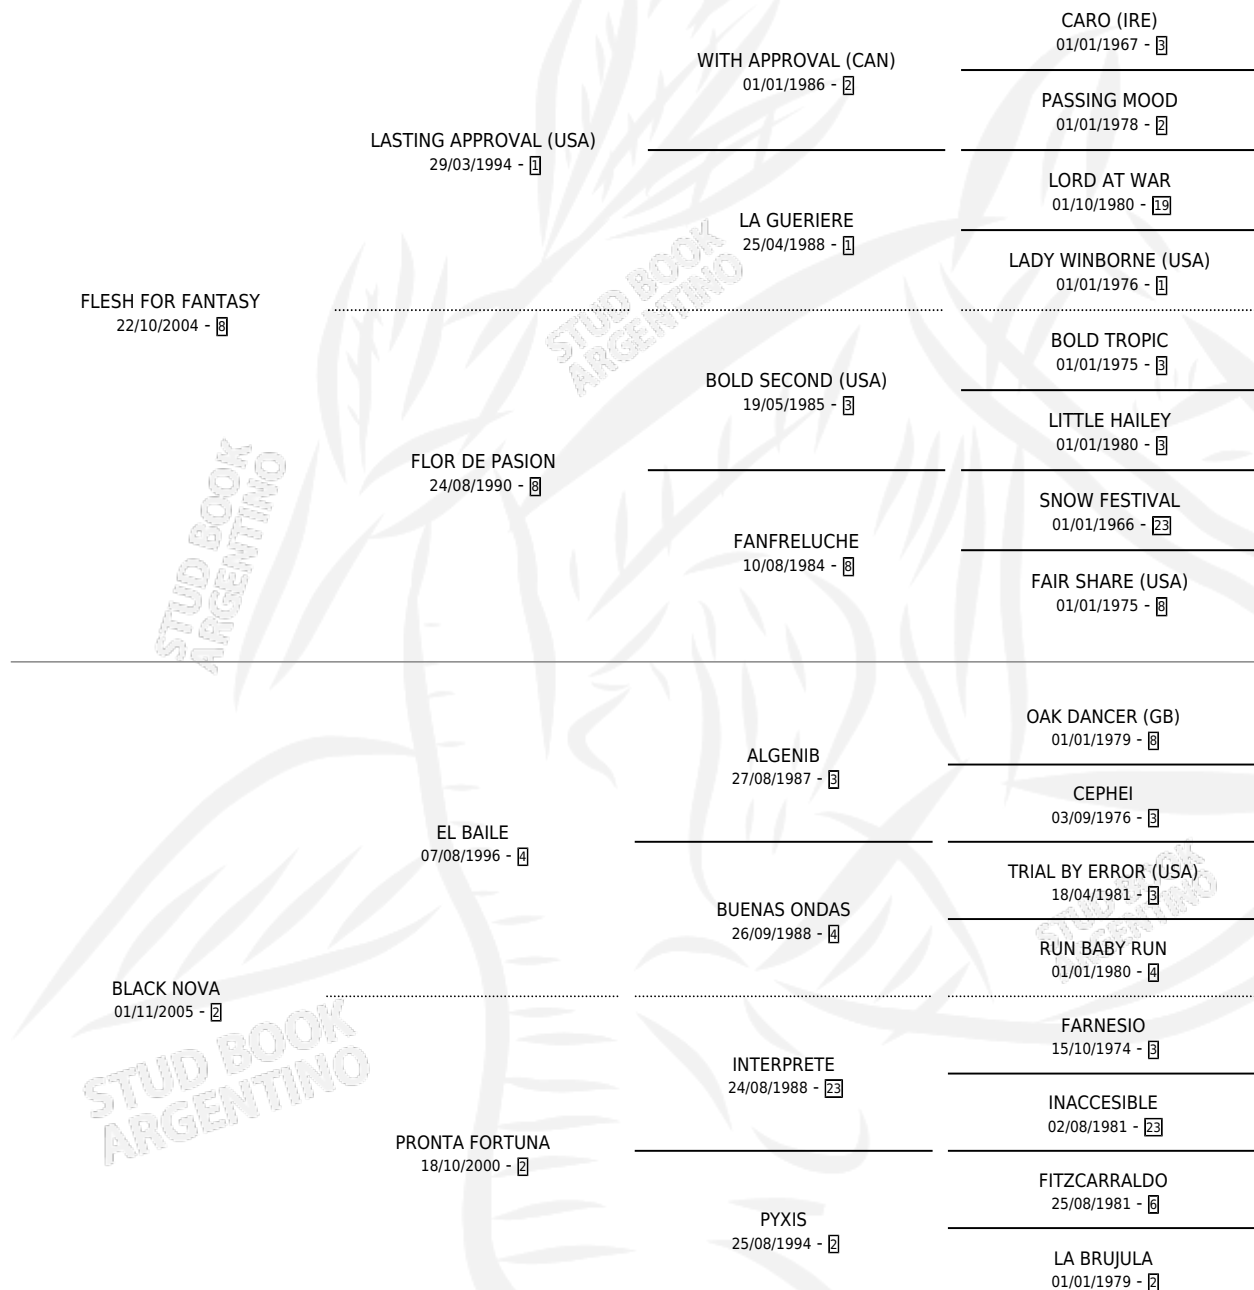 CARO (IRE)
01/01/1967 - 3
WITH APPROVAL (CAN)
01/01/1986 - 2
PASSING MOOD
01/01/1978 - 2
LASTING APPROVAL (USA)
29/03/1994 - 1
LORD AT WAR
01/10/1980 - 19
LA GUERIERE
25/04/1988 - 1
LADY WINBORNE (USA)
01/01/1976 - 1
FLESH FOR FANTASY
22/10/2004 - 8
BOLD TROPIC
01/01/1975 - 3
BOLD SECOND (USA)
19/05/1985 - 3
LITTLE HAILEY
01/01/1980 - 3
FLOR DE PASION
24/08/1990 - 8
SNOW FESTIVAL
01/01/1966 - 23
FANFRELUCHE
10/08/1984 - 8
FAIR SHARE (USA)
01/01/1975 - 8
OAK DANCER (GB)
01/01/1979 - 8
ALGENIB
27/08/1987 - 3
CEPHEI
03/09/1976 - 3
EL BAILE
07/08/1996 - 4
TRIAL BY ERROR (USA)
18/04/1981 - 3
BUENAS ONDAS
26/09/1988 - 4
RUN BABY RUN
01/01/1980 - 4
BLACK NOVA
01/11/2005 - 2
FARNESIO
15/10/1974 - 3
INTERPRETE
24/08/1988 - 23
INACCESIBLE
02/08/1981 - 23
PRONTA FORTUNA
18/10/2000 - 2
FITZCARRALDO
25/08/1981 - 6
PYXIS
25/08/1994 - 2
LA BRUJULA
01/01/1979 - 2
STUD BOOK
ARGENTINO
STUD BOOK
ARGENTINO
STUD BOOK
ARGENTINO
STUD BOOK
ARGENTINO